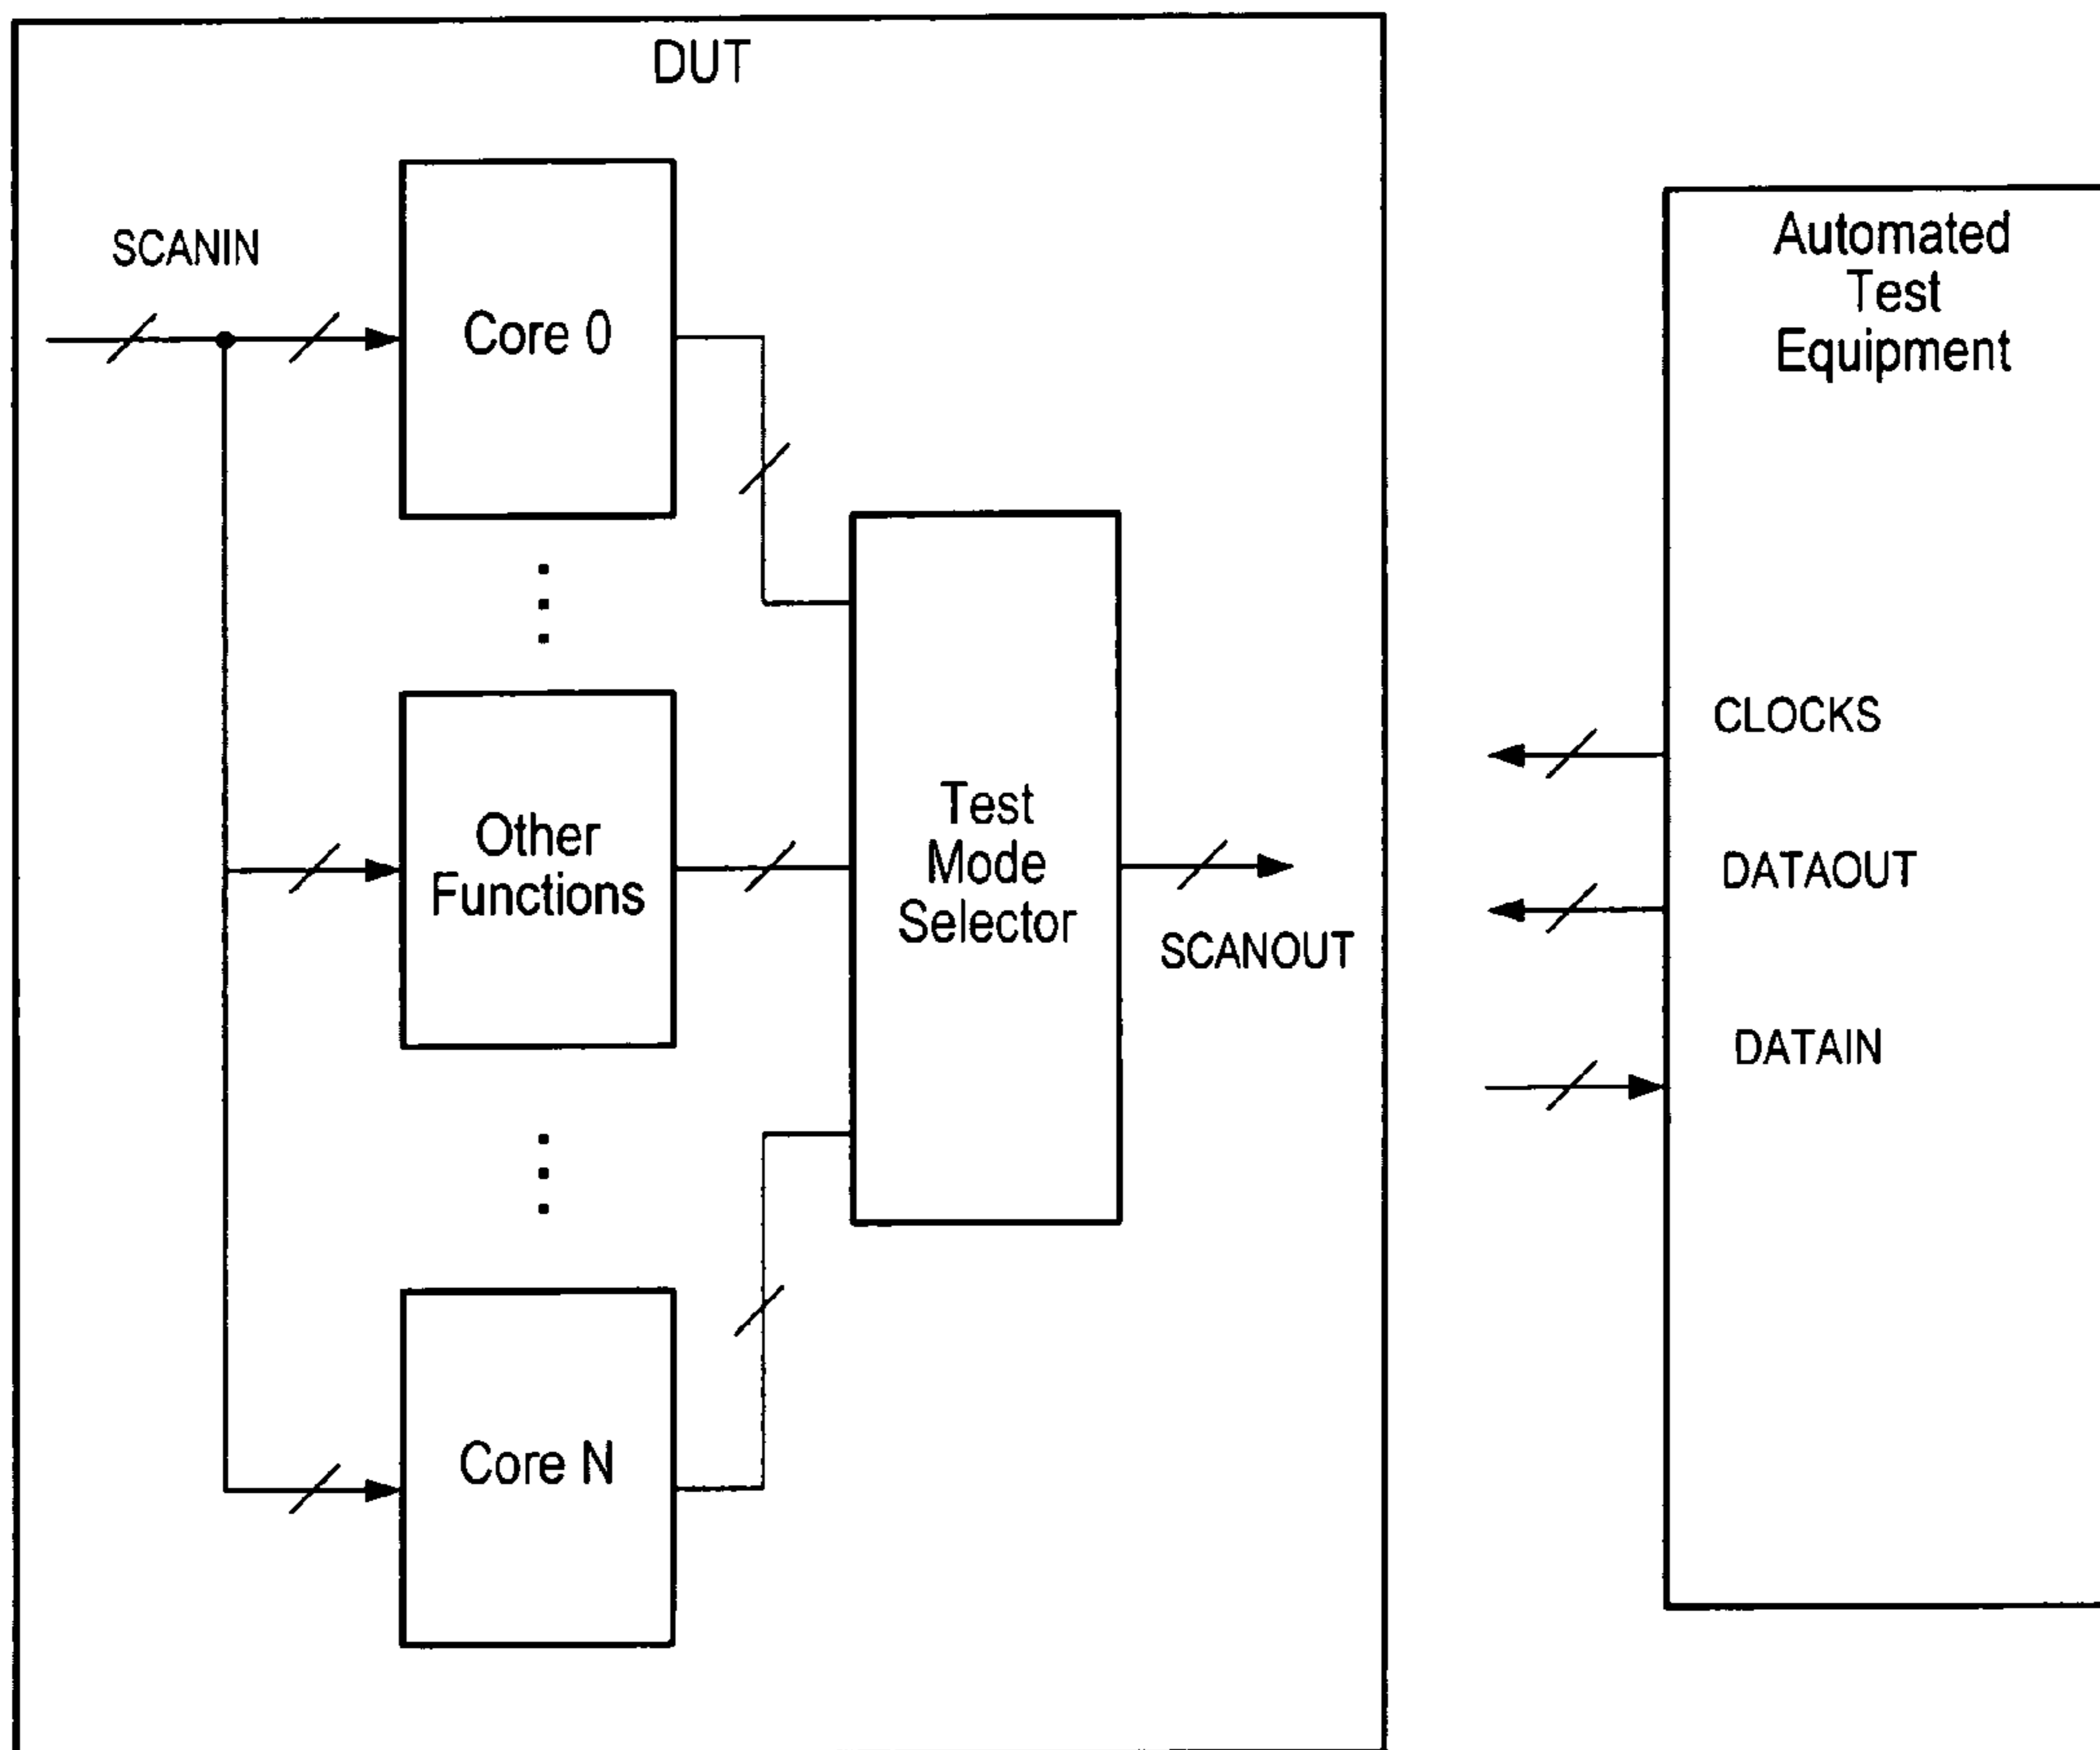 DUT
SCANIN
Core 0
Other
Functions
Core N
Test
Mode
Selector
SCANOUT
Automated
Test
Equipment
CLOCKS
DATAOUT
DATAIN